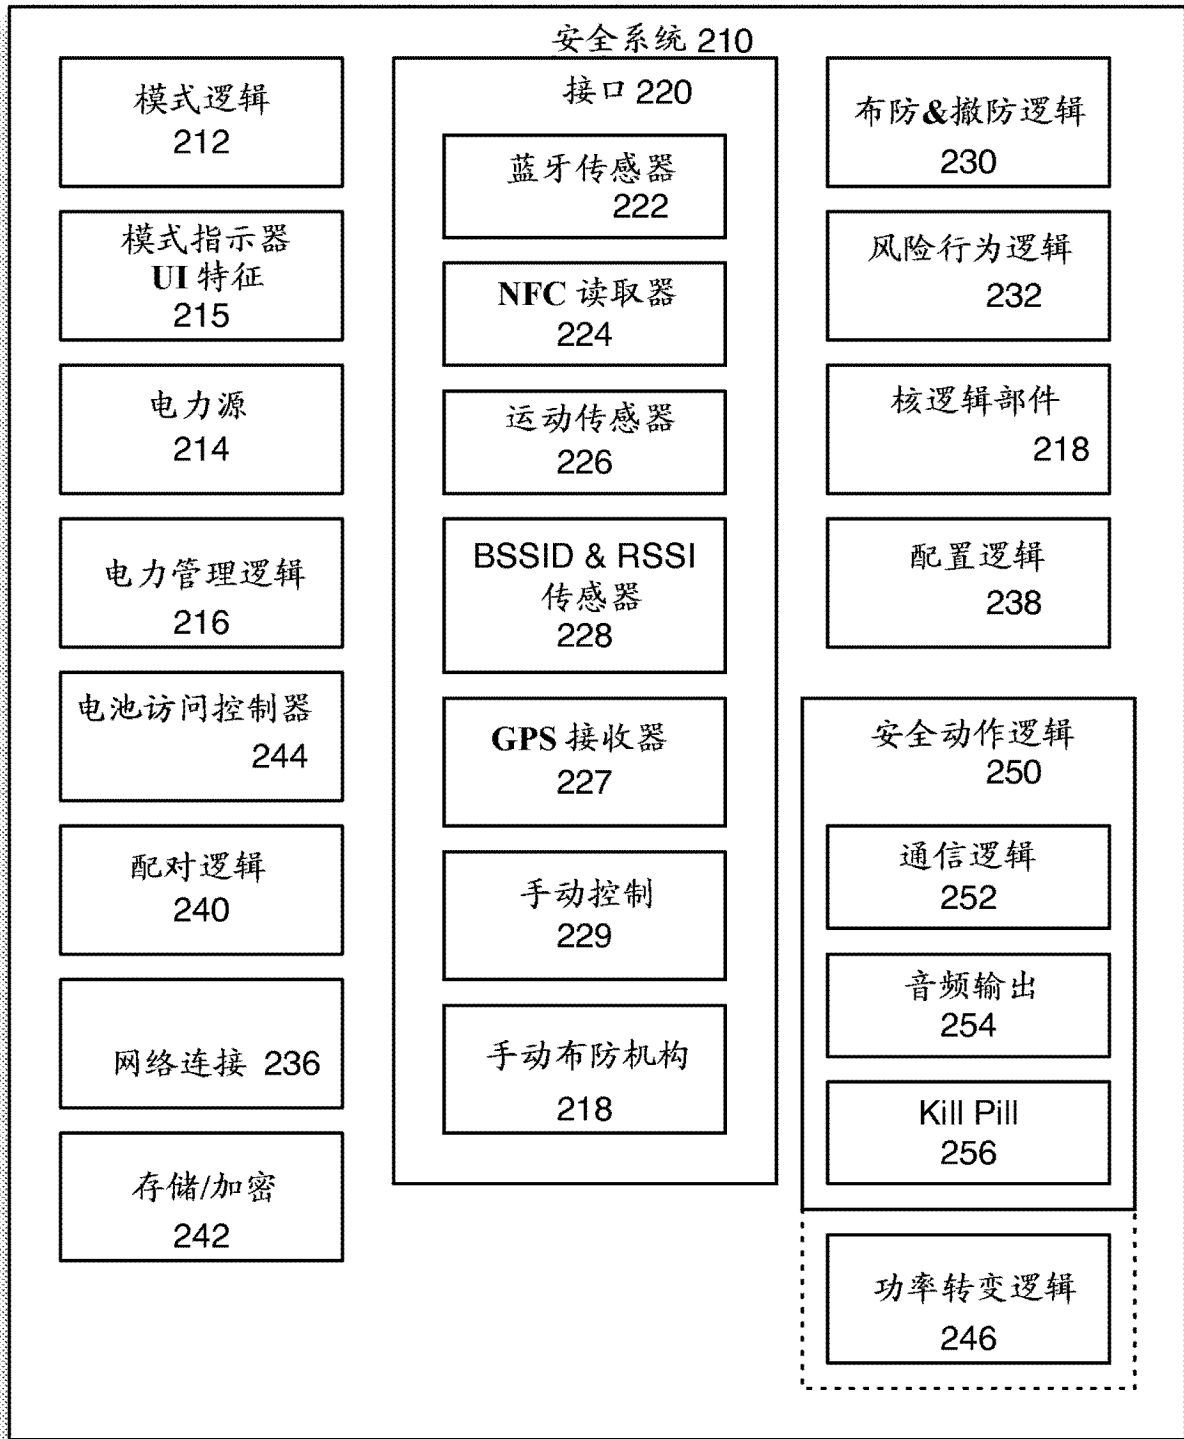 安全系统 210
模式逻辑
212
模式指示器
UI 特征
215
电力源
214
电力管理逻辑
216
电池访问控制器
244
配对逻辑
240
网络连接 236
存储/加密
242
接口 220
蓝牙传感器
222
NFC 读取器
224
运动传感器
226
BSSID & RSSI
传感器
228
GPS 接收器
227
手动控制
229
手动布防机构
218
布防&撤防逻辑
230
风险行为逻辑
232
核逻辑部件
218
配置逻辑
238
安全动作逻辑
250
通信逻辑
252
音频输出
254
Kill Pill
256
功率转变逻辑
246